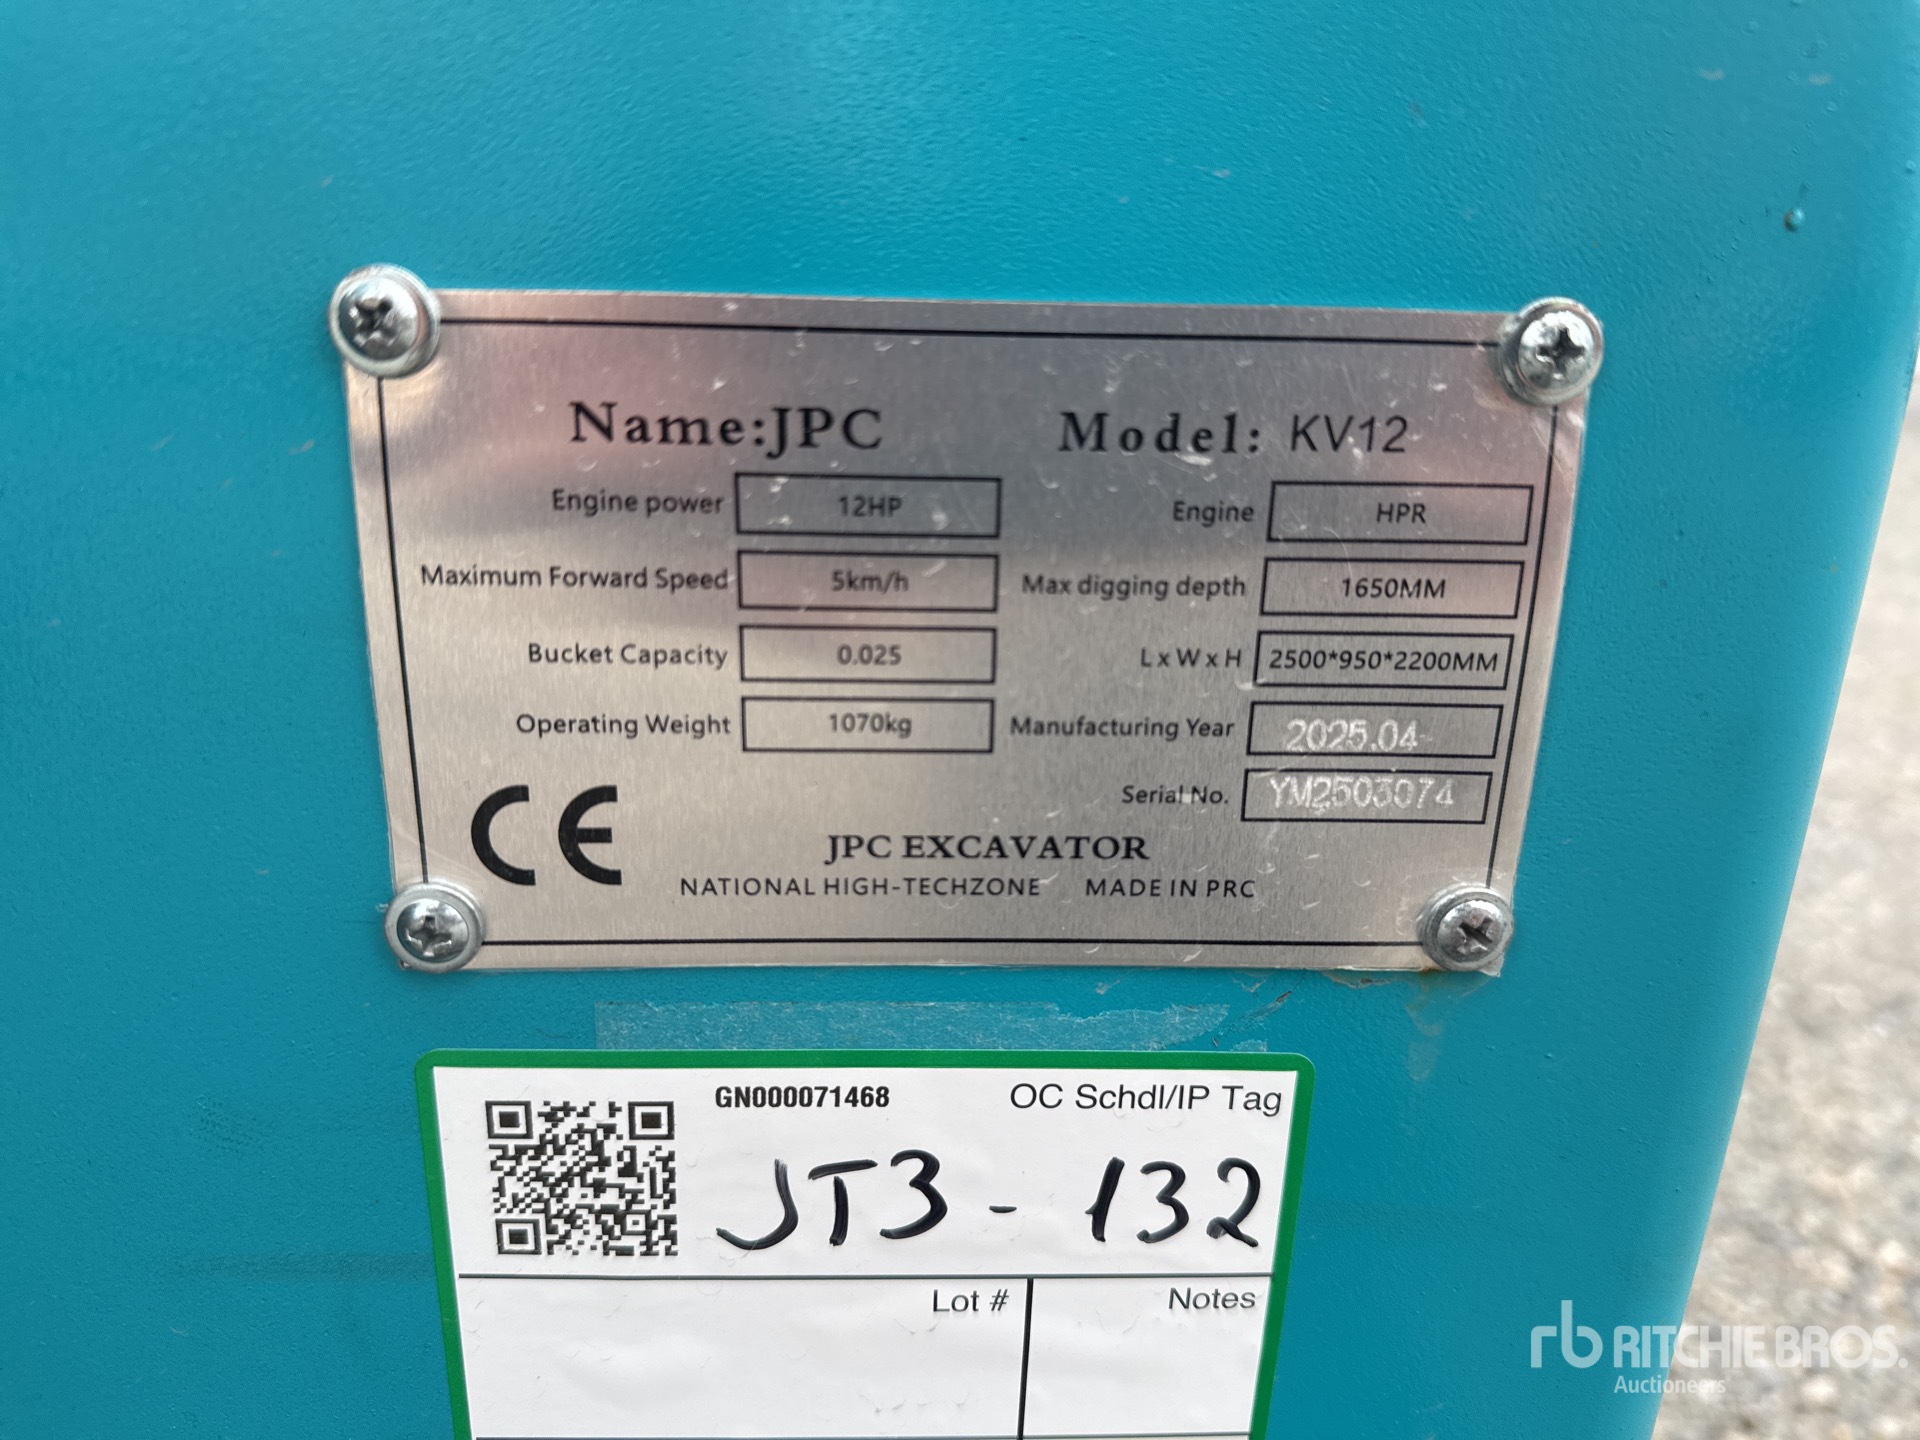 Name:JPC Model: KV12
Engine power 12HP Engine HPR
Maximum Forward Speed 5km/h Max digging depth 1650MM
Bucket Capacity 0.025 L x W x H 2500*950*2200MM
Operating Weight 1070kg Manufacturing Year 2025.04
Serial No. YM2503074
CE
JPC EXCAVATOR
NATIONAL HIGH-TECHZONE MADE IN PRC
GN000071468 OC Schdl/IP Tag
JT3-132
Lot # Notes
rb RITCHIE BROS.
Auctioneers